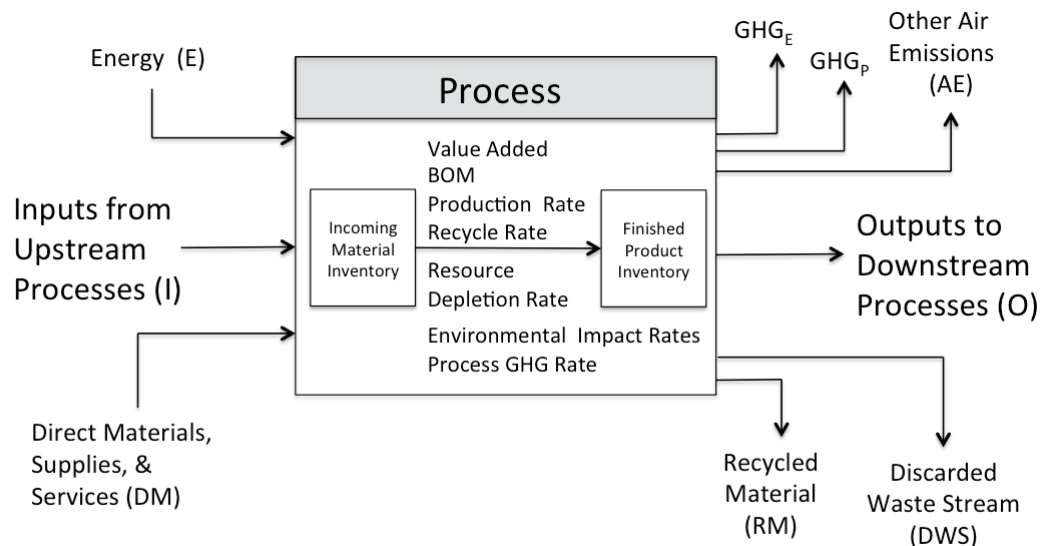 Energy (E)
GHG_E
GHG_P
Other Air
Emissions
(AE)
Process
Value Added
BOM
Production Rate
Recycle Rate
Resource
Depletion Rate
Environmental Impact Rates
Process GHG Rate
Inputs from
Upstream
Processes (I)
Incoming
Material
Inventory
Finished
Product
Inventory
Outputs to
Downstream
Processes (O)
Direct Materials,
Supplies, &
Services (DM)
Recycled
Material
(RM)
Discarded
Waste Stream
(DWS)